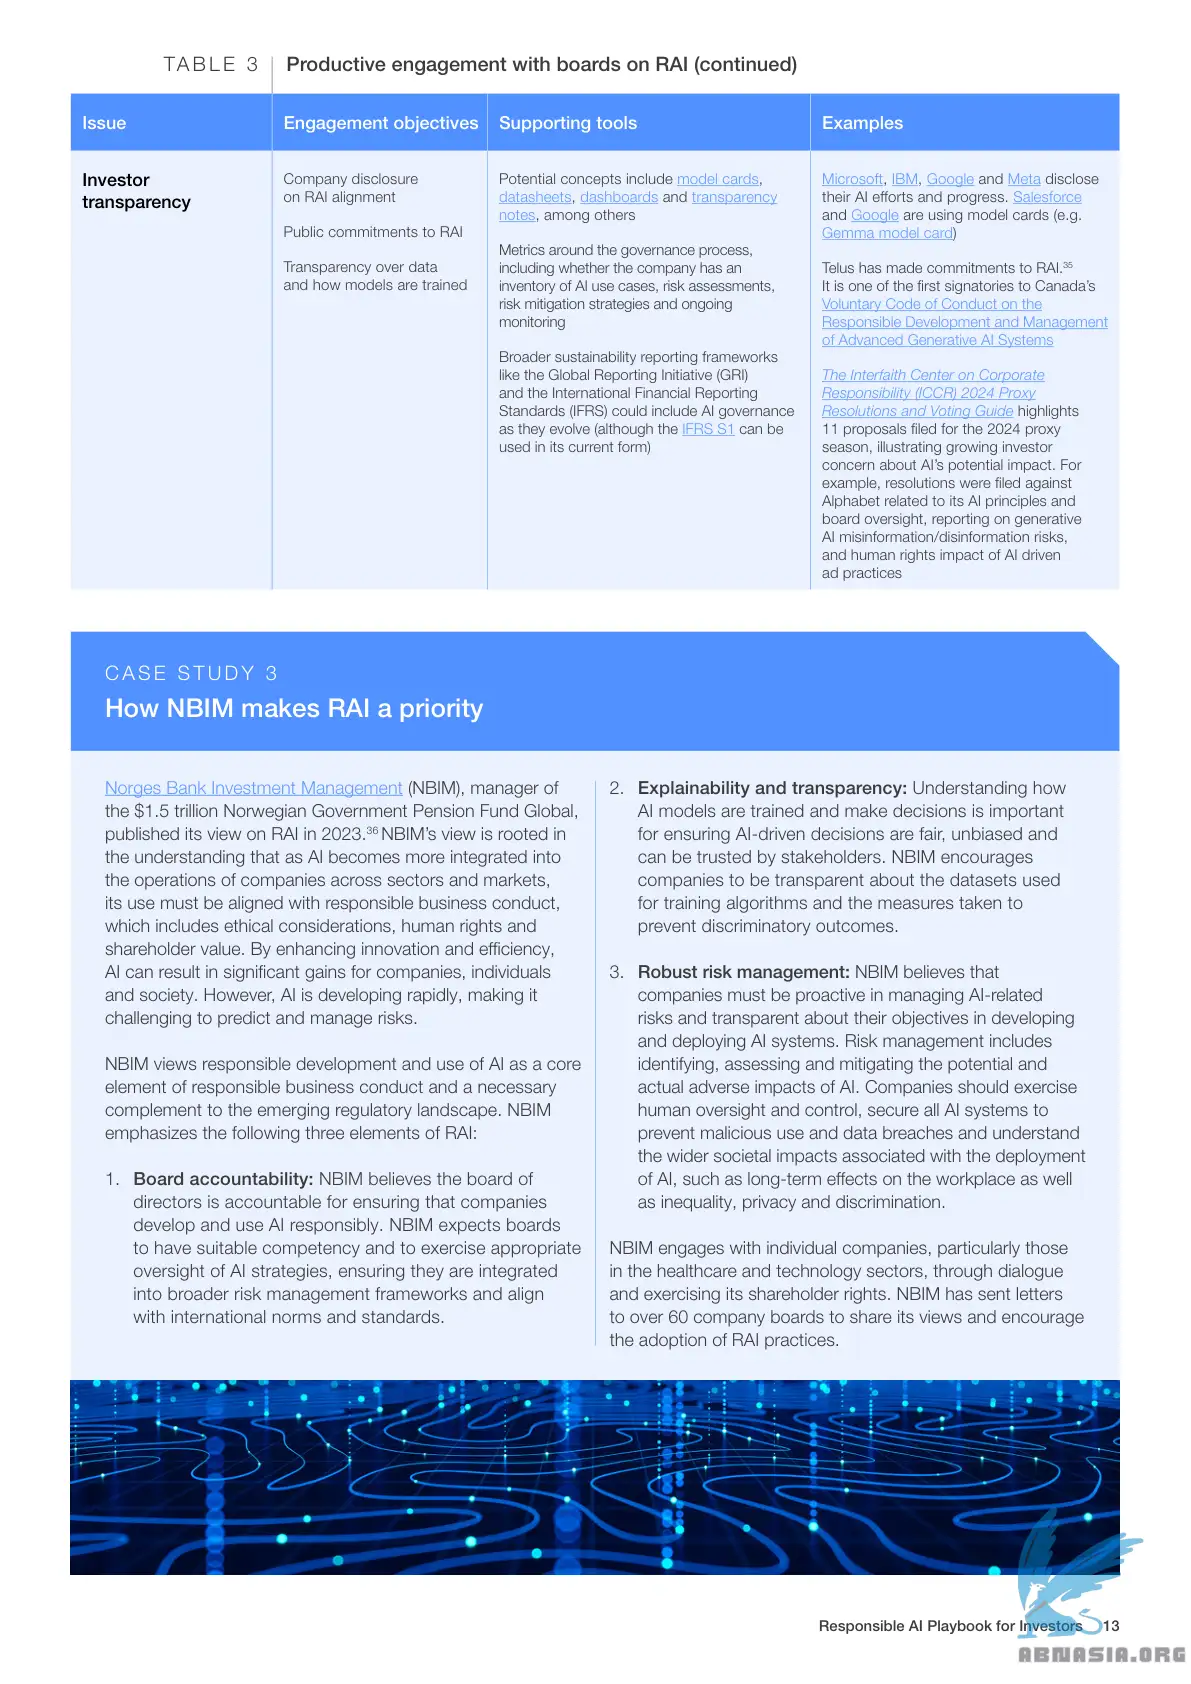 TABLE 3
Productive engagement with boards on RAI (continued)
Issue
Engagement objectives
Supporting tools
Examples
Investor
transparency
Company disclosure
on RAI alignment
Public commitments to RAI
Transparency over data
and how models are trained
Potential concepts include model cards,
datasheets, dashboards and transparency
notes, among others
Metrics around the governance process,
including whether the company has an
inventory of AI use cases, risk assessments,
risk mitigation strategies and ongoing
monitoring
Broader sustainability reporting frameworks
like the Global Reporting Initiative (GRI)
and the International Financial Reporting
Standards (IFRS) could include AI governance
as they evolve (although the IFRS S1 can be
used in its current form)
Microsoft, IBM, Google and Meta disclose
their AI efforts and progress. Salesforce
and Google are using model cards (e.g.
Gemma model card)
Telus has made commitments to RAI.35
It is one of the first signatories to Canada's
Voluntary Code of Conduct on the
Responsible Development and Management
of Advanced Generative AI Systems
The Interfaith Center on Corporate
Responsibility (ICCR) 2024 Proxy
Resolutions and Voting Guide highlights
11 proposals filed for the 2024 proxy
season, illustrating growing investor
concern about AI's potential impact. For
example, resolutions were filed against
Alphabet related to its AI principles and
board oversight, reporting on generative
AI misinformation/disinformation risks,
and human rights impact of AI driven
ad practices
CASE STUDY 3
How NBIM makes RAI a priority
Norges Bank Investment Management (NBIM), manager of
the $1.5 trillion Norwegian Government Pension Fund Global,
published its view on RAI in 2023.36 NBIM's view is rooted in
the understanding that as AI becomes more integrated into
the operations of companies across sectors and markets,
its use must be aligned with responsible business conduct,
which includes ethical considerations, human rights and
shareholder value. By enhancing innovation and efficiency,
AI can result in significant gains for companies, individuals
and society. However, AI is developing rapidly, making it
challenging to predict and manage risks.
NBIM views responsible development and use of AI as a core
element of responsible business conduct and a necessary
complement to the emerging regulatory landscape. NBIM
emphasizes the following three elements of RAI:
1. Board accountability: NBIM believes the board of
directors is accountable for ensuring that companies
develop and use AI responsibly. NBIM expects boards
to have suitable competency and to exercise appropriate
oversight of AI strategies, ensuring they are integrated
into broader risk management frameworks and align
with international norms and standards.
2. Explainability and transparency: Understanding how
AI models are trained and make decisions is important
for ensuring AI-driven decisions are fair, unbiased and
can be trusted by stakeholders. NBIM encourages
companies to be transparent about the datasets used
for training algorithms and the measures taken to
prevent discriminatory outcomes.
3. Robust risk management: NBIM believes that
companies must be proactive in managing AI-related
risks and transparent about their objectives in developing
and deploying AI systems. Risk management includes
identifying, assessing and mitigating the potential and
actual adverse impacts of AI. Companies should exercise
human oversight and control, secure all AI systems to
prevent malicious use and data breaches and understand
the wider societal impacts associated with the deployment
of AI, such as long-term effects on the workplace as well
as inequality, privacy and discrimination.
NBIM engages with individual companies, particularly those
in the healthcare and technology sectors, through dialogue
and exercising its shareholder rights. NBIM has sent letters
to over 60 company boards to share its views and encourage
the adoption of RAI practices.
Responsible AI Playbook for Investors 13
ABNASIA.ORG